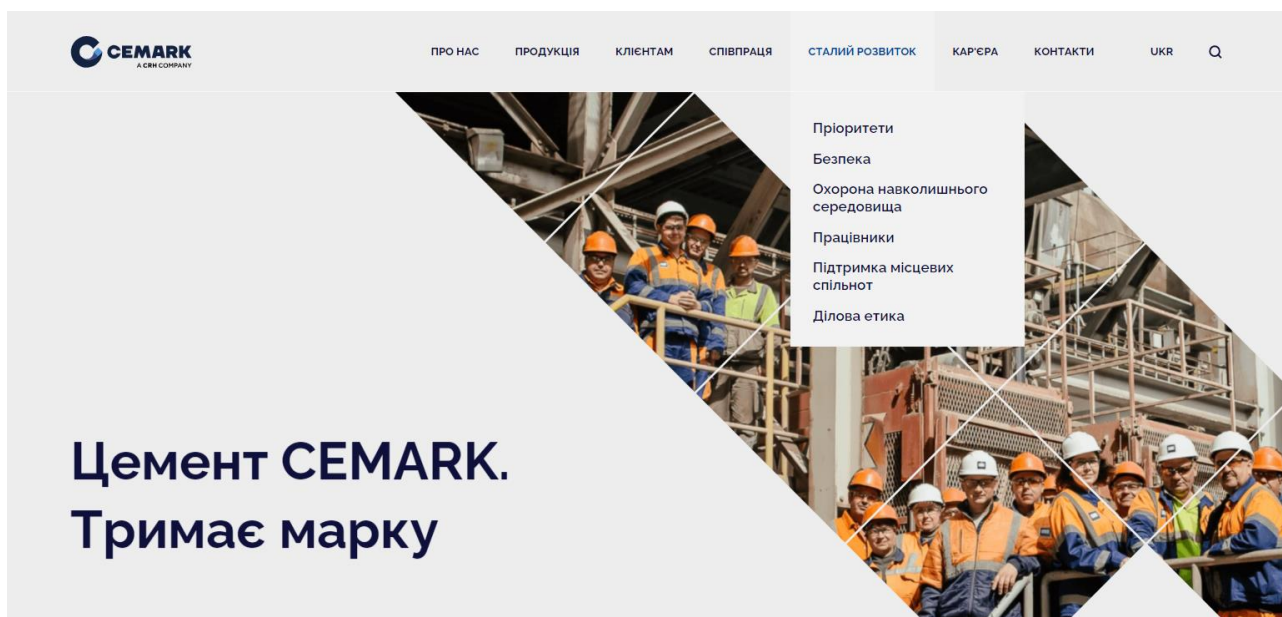 CEMARK
A CRH COMPANY
ПРО НАС
ПРОДУКЦІЯ
КЛІЄНТАМ
СПІВПРАЦЯ
СТАЛИЙ РОЗВИТОК
КАР'ЄРА
КОНТАКТИ
UKR
Пріоритети
Безпека
Охорона навколишнього
середовища
Працівники
Підтримка місцевих
спільнот
Ділова етика
Цемент CEMARK.
Тримає марку